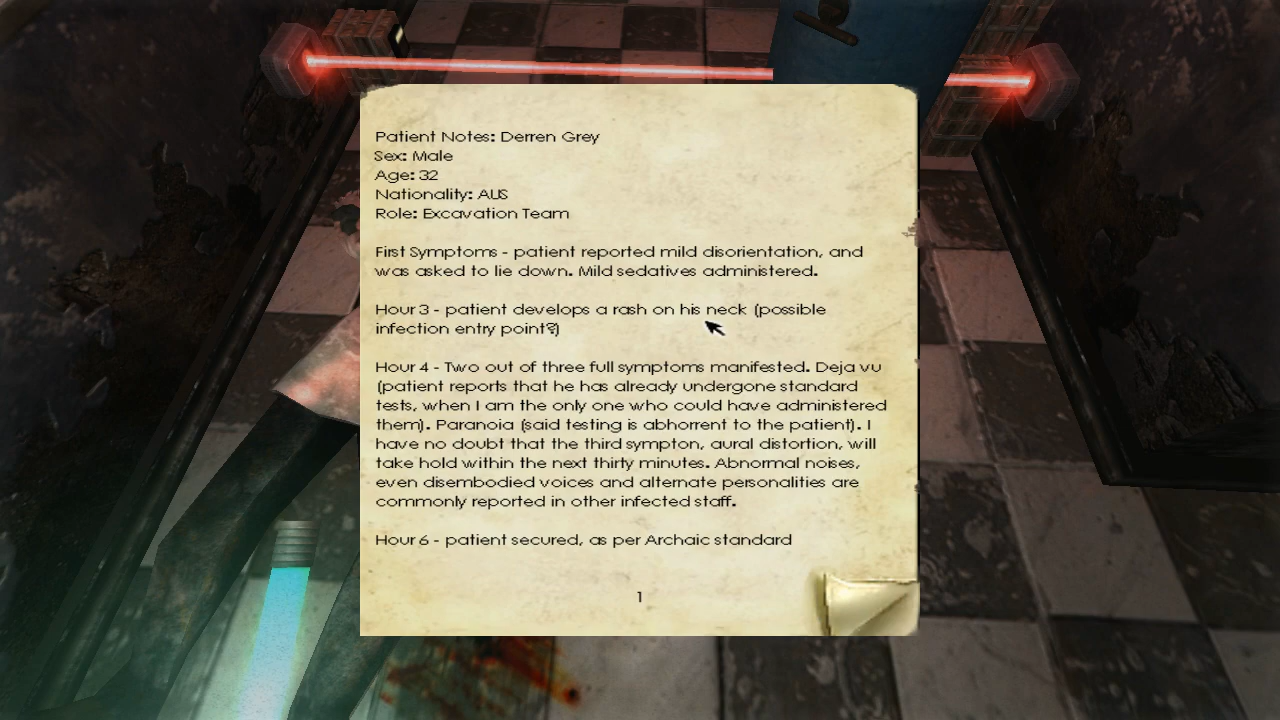 Patient Notes: Derren Grey
Sex: Male
Age: 32
Nationality: AUS
Role: Excavation Team
First Symptoms - patient reported mild disorientation, and
was asked to lie down. Mild sedatives administered.
Hour 3 - patient develops a rash on his neck (possible
infection entry point?)
Hour 4 - Two out of three full symptoms manifested. Deja vu
(patient reports that he has already undergone standard
tests, when I am the only one who could have administered
them). Paranoia (said testing is abhorrent to the patient). I
have no doubt that the third sympton, aural distortion, will
take hold within the next thirty minutes. Abnormal noises,
even disembodied voices and alternate personalities are
commonly reported in other infected staff.
Hour 6 - patient secured, as per Archaic standard
1